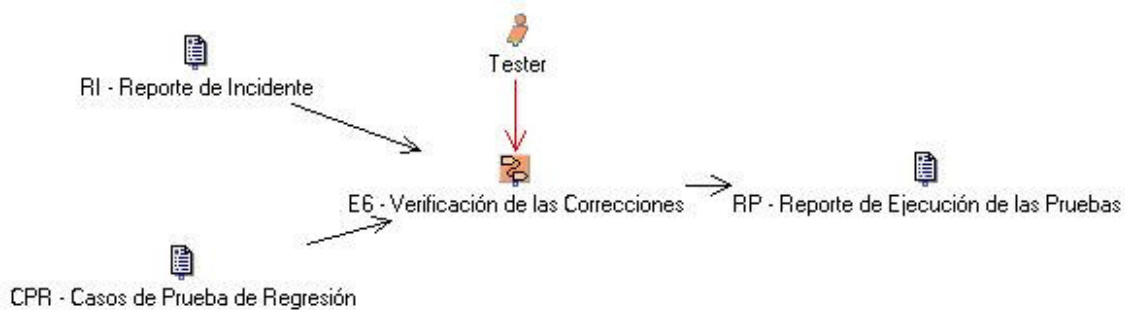 Tester
RI - Reporte de Incidente
E6 - Verificación de las Correcciones
RP - Reporte de Ejecución de las Pruebas
CPR - Casos de Prueba de Regresión